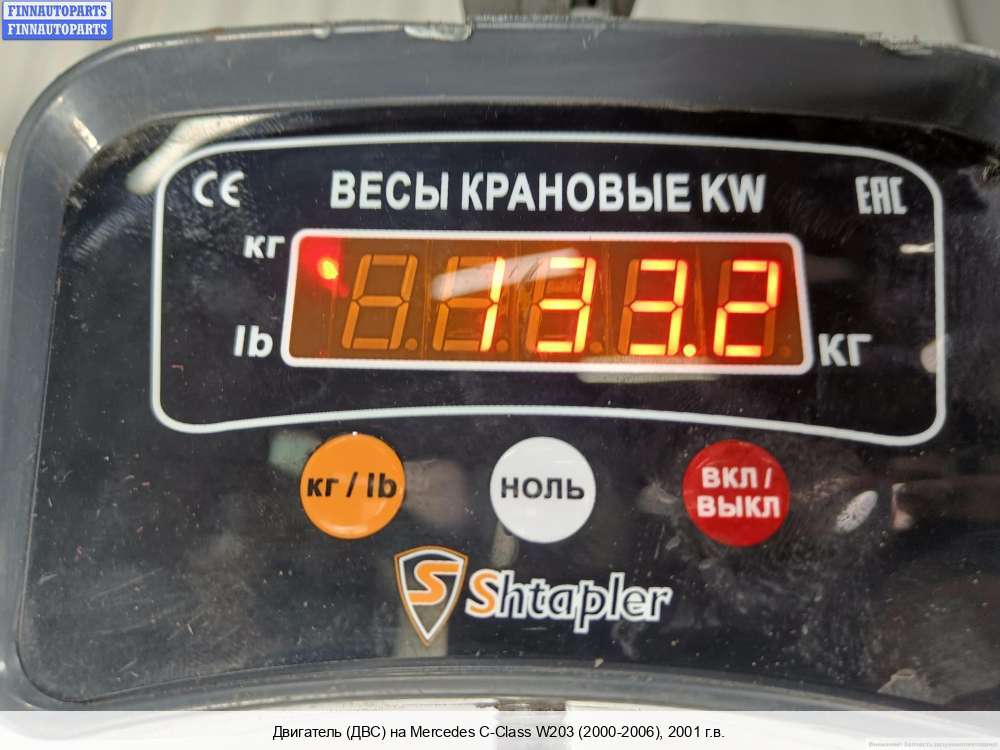 FINNAUTOPARTS
FINNAUTOPARTS
CE ВЕСЫ КРАНОВЫЕ KW EAC
кг
133.2
lb
КГ
кг / lb
НОЛЬ
ВКЛ /
ВЫКЛ
S Shtapler
Двигатель (ДВС) на Mercedes C-Class W203 (2000-2006), 2001 г.в.